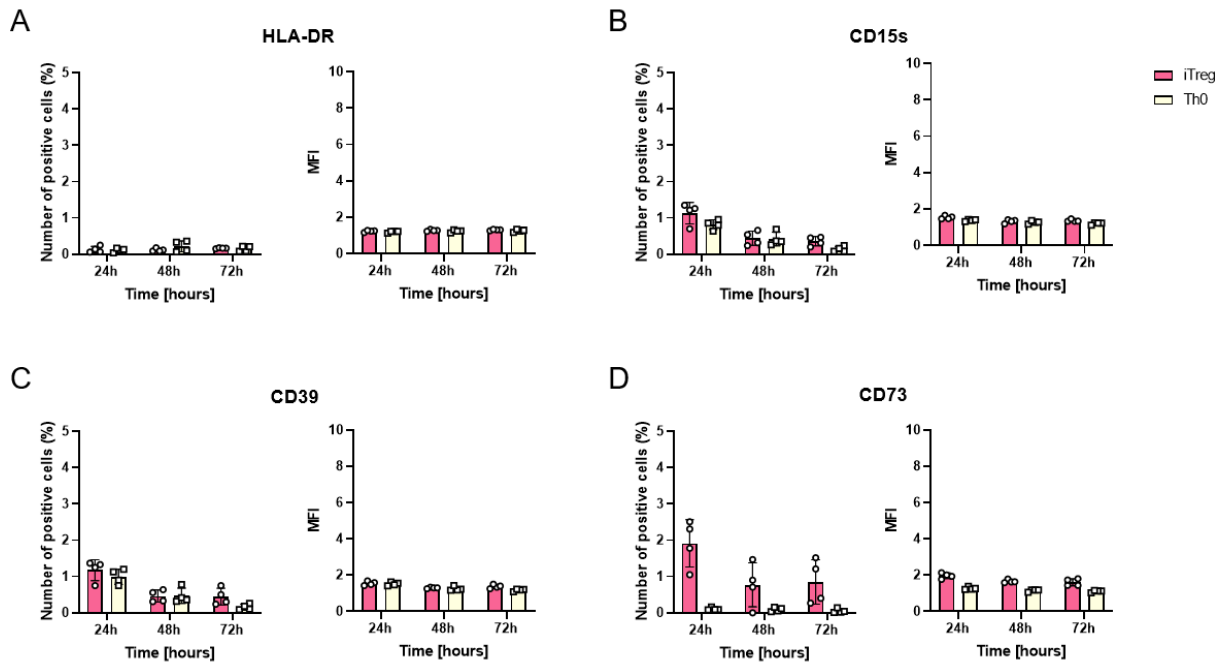 A
HLA-DR
Number of positive cells (%)
5
4
3
2
1
0
24h 48h 72h
Time [hours]
MFI
10
8
6
4
2
0
24h 48h 72h
Time [hours]
B
CD15s
Number of positive cells (%)
5
4
3
2
1
0
24h 48h 72h
Time [hours]
MFI
10
8
6
4
2
0
24h 48h 72h
Time [hours]
iTreg
Th0
C
CD39
Number of positive cells (%)
5
4
3
2
1
0
24h 48h 72h
Time [hours]
MFI
10
8
6
4
2
0
24h 48h 72h
Time [hours]
D
CD73
Number of positive cells (%)
5
4
3
2
1
0
24h 48h 72h
Time [hours]
MFI
10
8
6
4
2
0
24h 48h 72h
Time [hours]